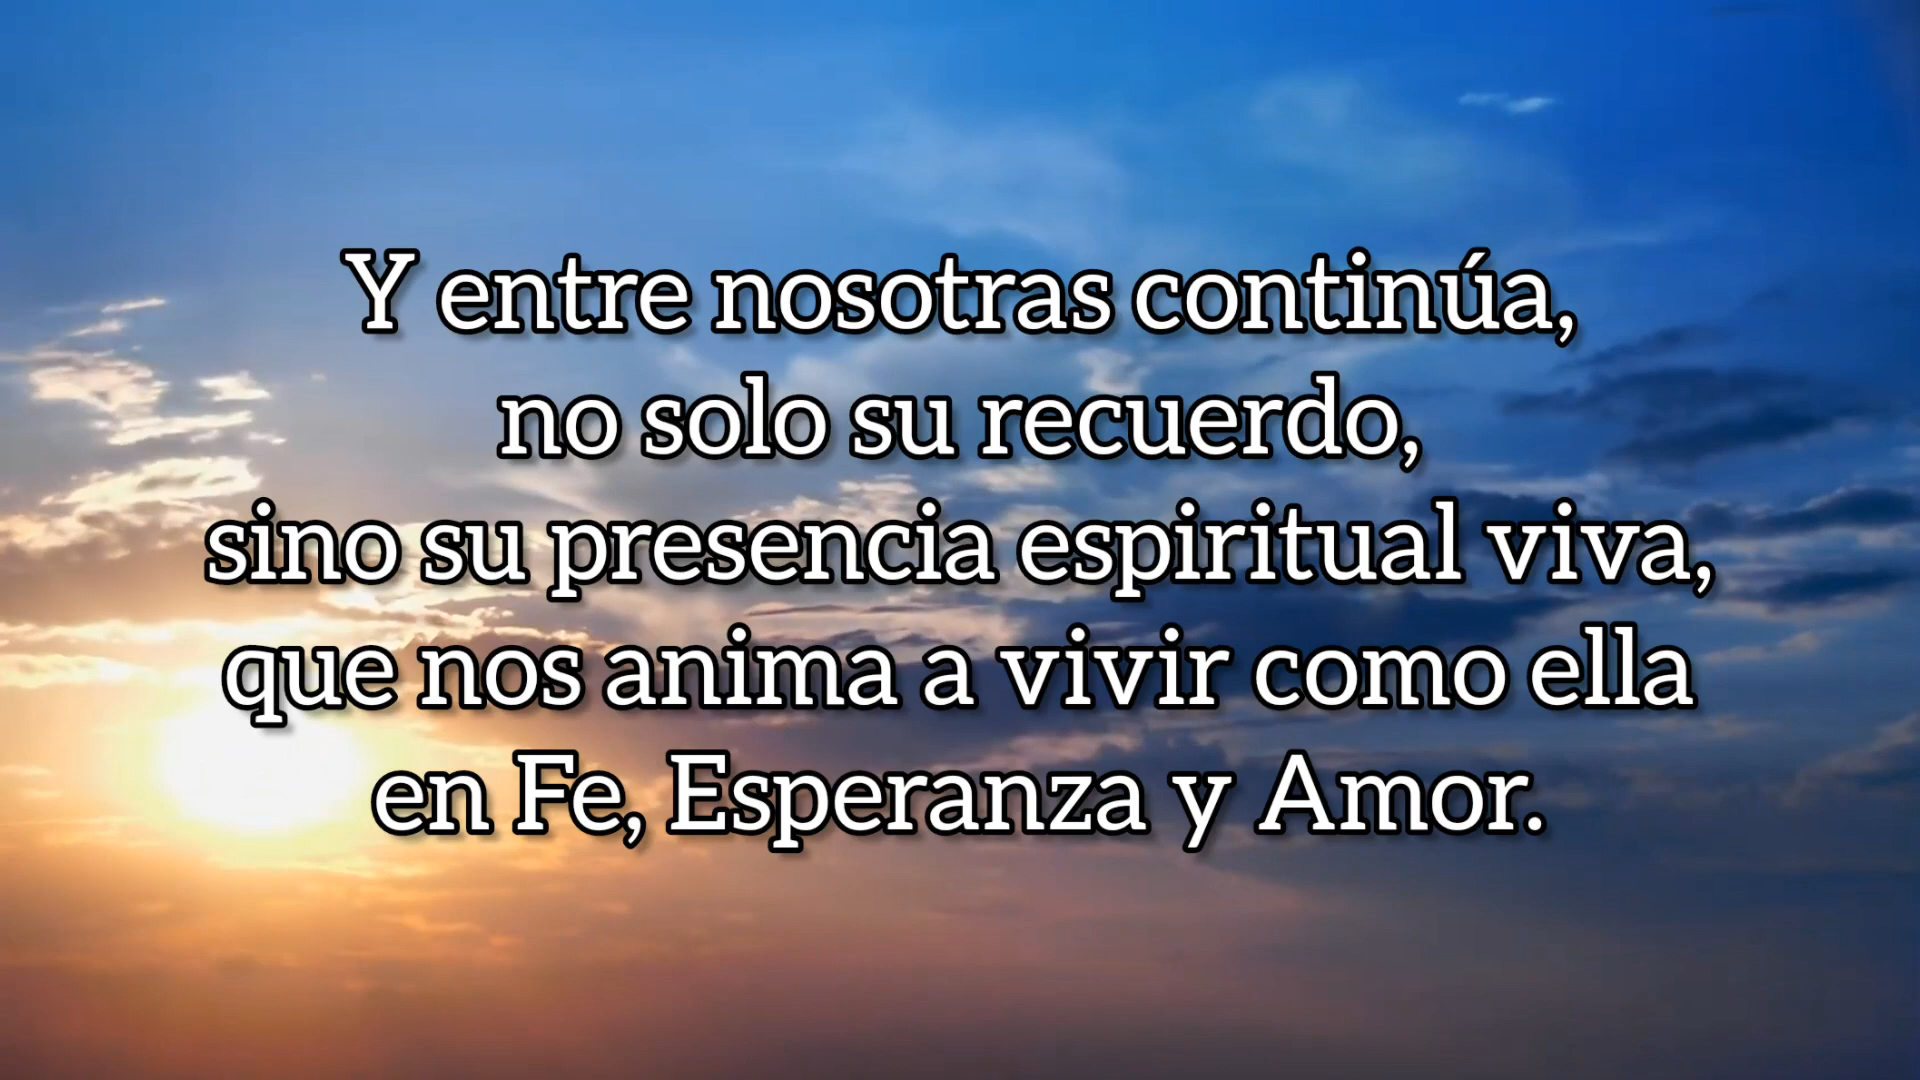 Y entre nosotras continúa,
no solo su recuerdo,
sino su presencia espiritual viva,
que nos anima a vivir como ella
en Fe, Esperanza y Amor.